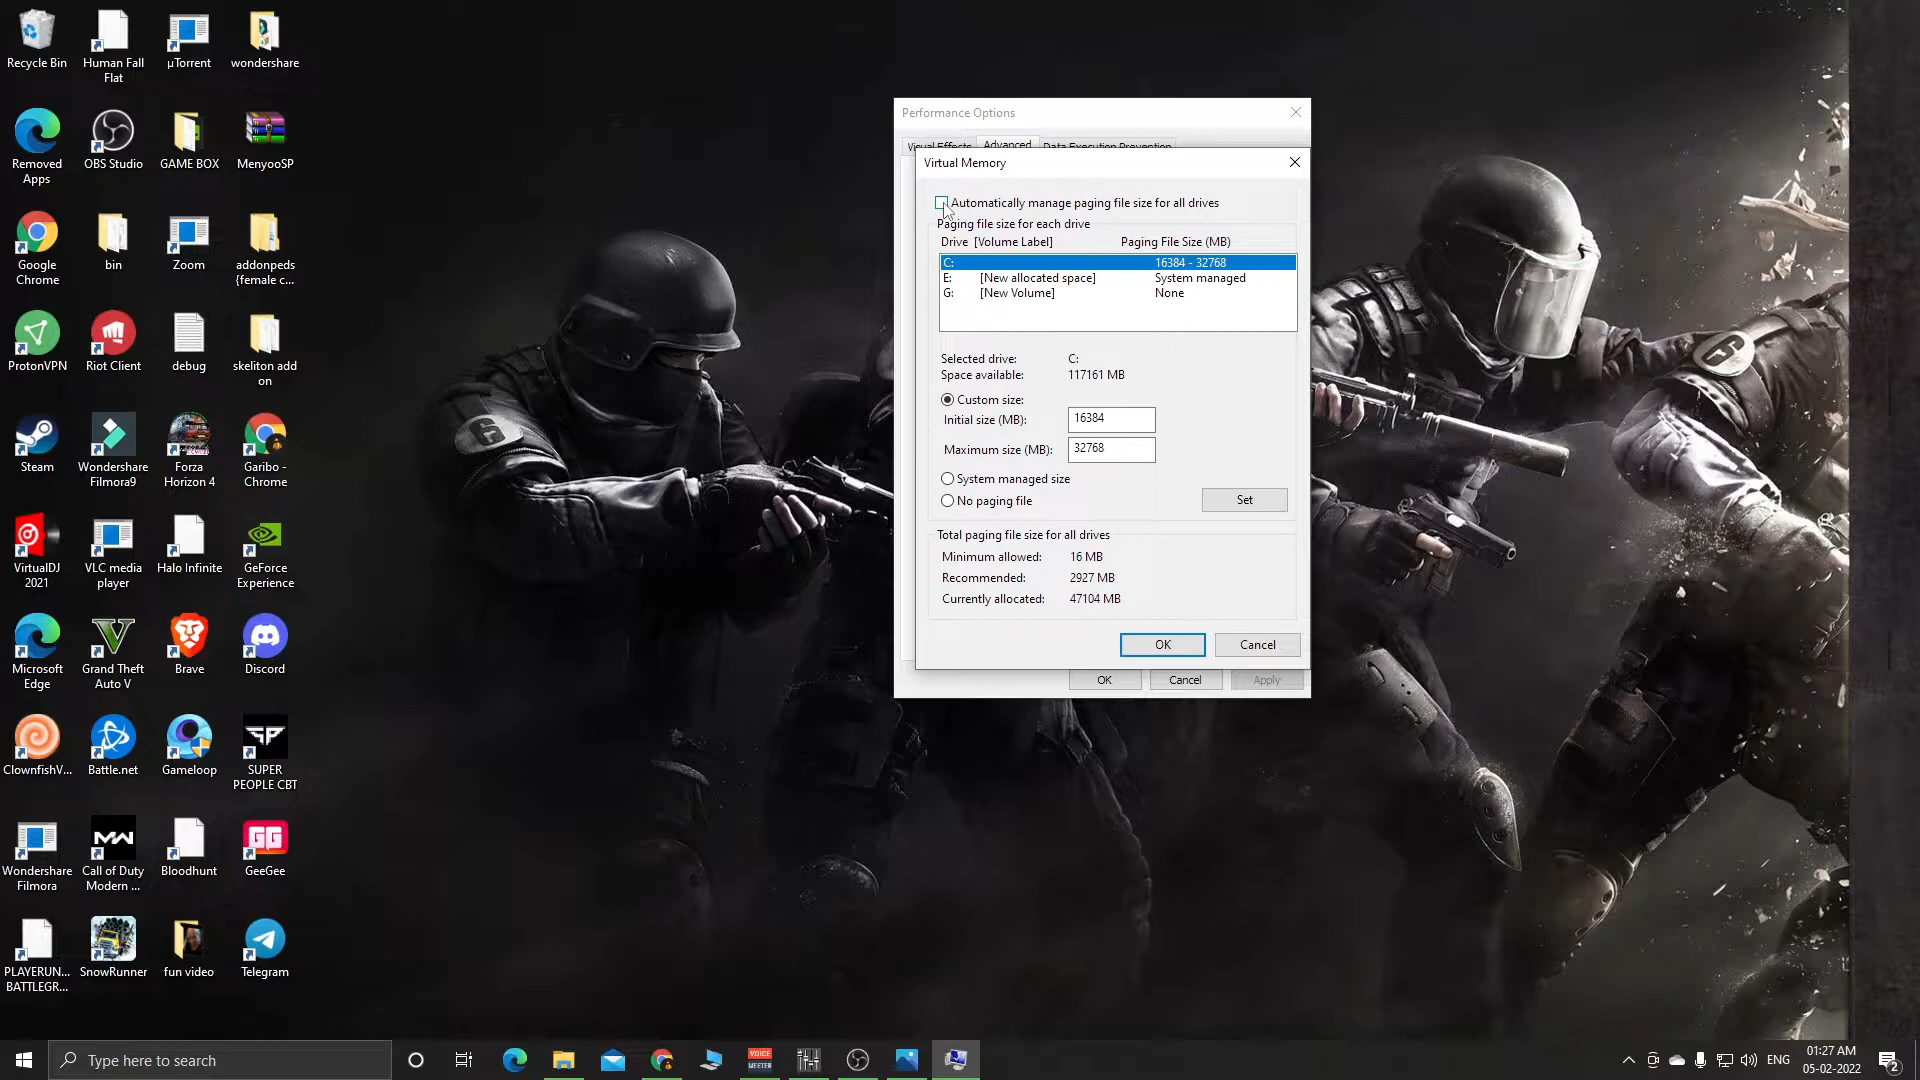 Recycle Bin
Human Fall
Flat
µTorrent
wondershare
Removed
Apps
OBS Studio
GAME BOX
MenyooSP
Google
Chrome
bin
Zoom
addonpeds
{female c...
ProtonVPN
Riot Client
debug
skeliton add
on
Steam
Wondershare
Filmora9
Forza
Horizon 4
Garibo -
Chrome
VirtualDJ
2021
VLC media
player
Halo Infinite
GeForce
Experience
Microsoft
Edge
Grand Theft
Auto V
Brave
Discord
ClownfishV...
Battle.net
Gameloop
SUPER
PEOPLE CBT
Wondershare
Filmora
Call of Duty
Modern ...
Bloodhunt
GeeGee
PLAYERUN...
BATTLEGR...
SnowRunner
fun video
Telegram
Performance Options
Visual Effects Advanced Data Execution Prevention
Virtual Memory
Automatically manage paging file size for all drives
Paging file size for each drive
Drive [Volume Label] Paging File Size (MB)
C: 16384 - 32768
E: [New allocated space] System managed
G: [New Volume] None
Selected drive: C:
Space available: 117161 MB
Custom size:
Initial size (MB): 16384
Maximum size (MB): 32768
System managed size
No paging file
Set
Total paging file size for all drives
Minimum allowed: 16 MB
Recommended: 2927 MB
Currently allocated: 47104 MB
OK Cancel
OK Cancel Apply
Type here to search
VOICE
MEETER
ENG
01:27 AM
05-02-2022
2